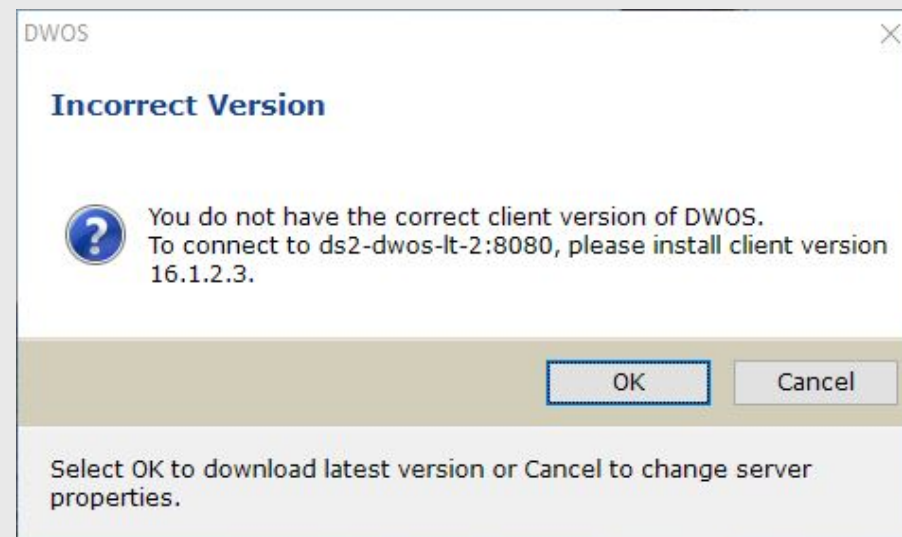 DWOS
Incorrect Version
You do not have the correct client version of DWOS.
To connect to ds2-dwos-lt-2:8080, please install client version
16.1.2.3.
OK
Cancel
Select OK to download latest version or Cancel to change server
properties.